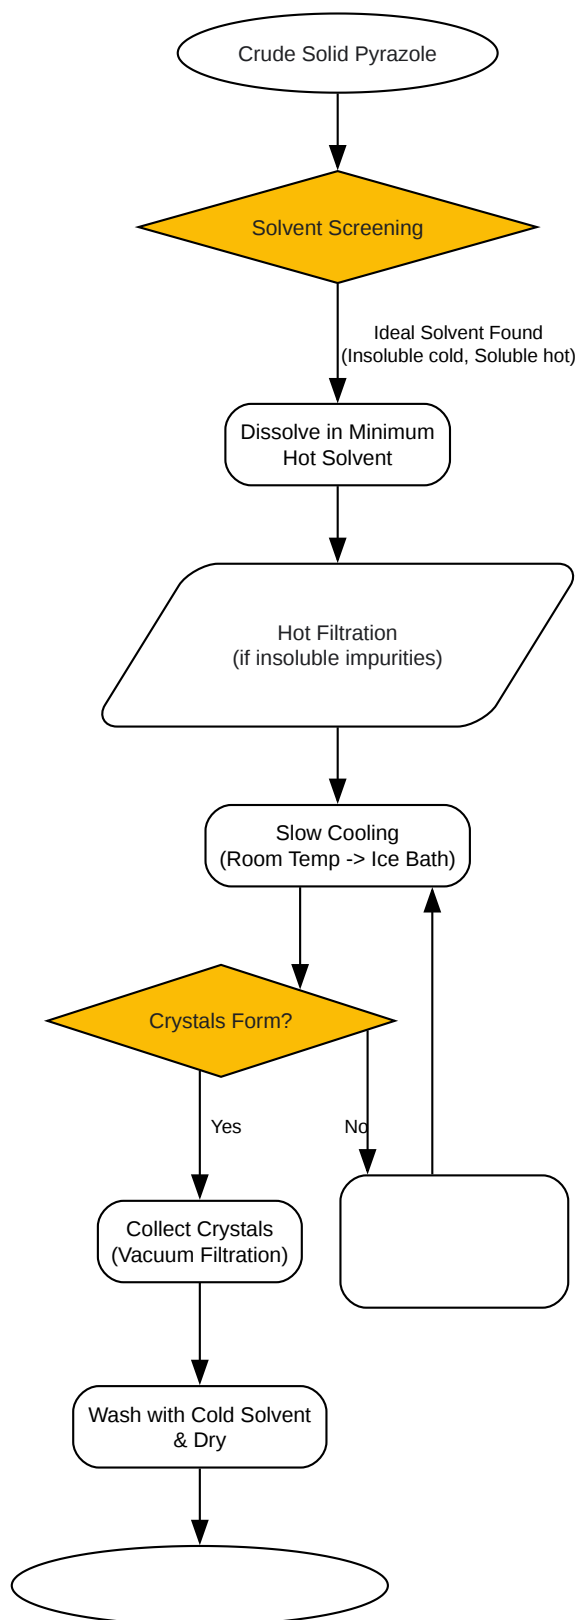 Crude Solid Pyrazole
Solvent Screening
Ideal Solvent Found
(Insoluble cold, Soluble hot)
Dissolve in Minimum
Hot Solvent
Hot Filtration
(if insoluble impurities)
Slow Cooling
(Room Temp -> Ice Bath)
Crystals Form?
Yes
No
Collect Crystals
(Vacuum Filtration)
Wash with Cold Solvent
& Dry